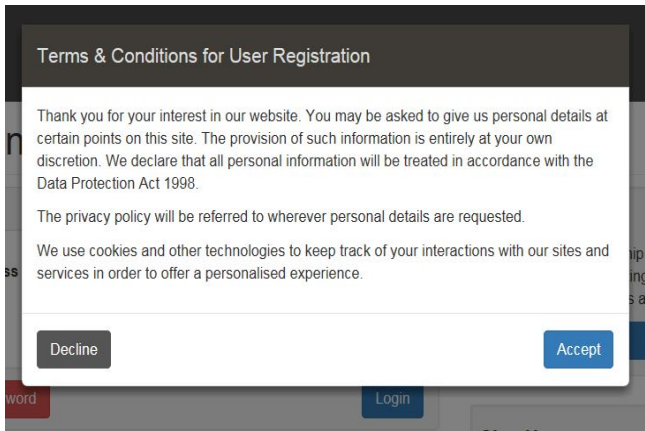 Terms & Conditions for User Registration
Thank you for your interest in our website. You may be asked to give us personal details at
certain points on this site. The provision of such information is entirely at your own
discretion. We declare that all personal information will be treated in accordance with the
Data Protection Act 1998.
The privacy policy will be referred to wherever personal details are requested.
We use cookies and other technologies to keep track of your interactions with our sites and
services in order to offer a personalised experience.
Decline
Accept
Login